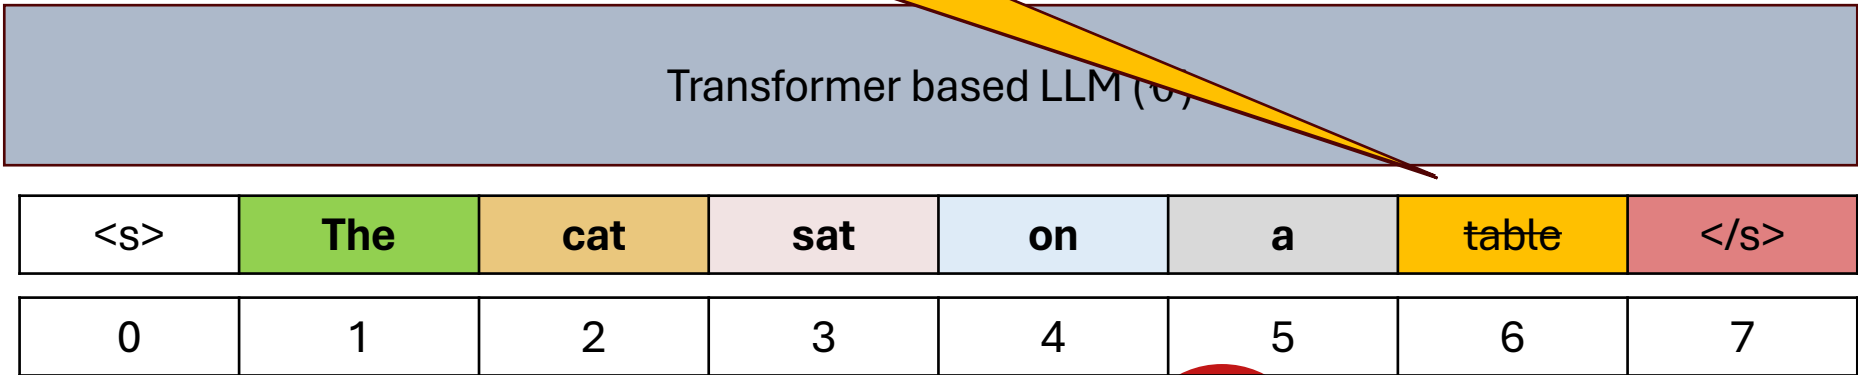 Transformer based LLM
<s> The cat sat on a table </s>
0 1 2 3 4 5 6 7